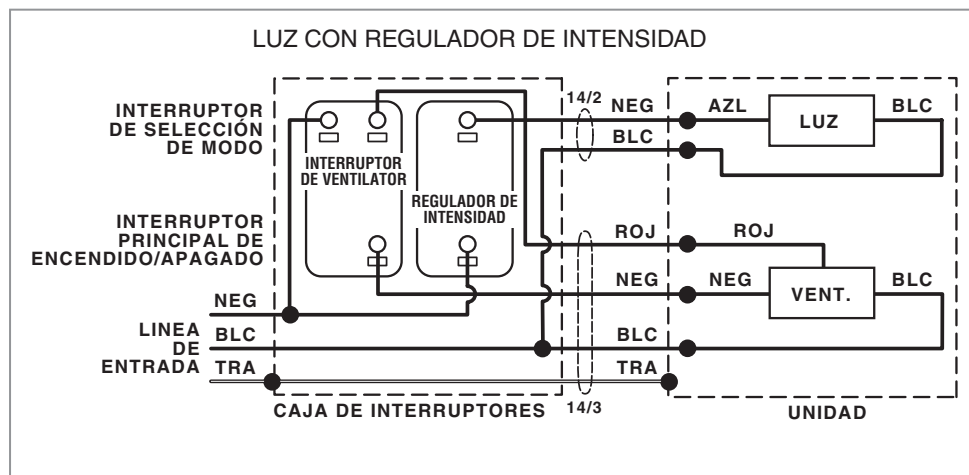 LUZ CON REGULADOR DE INTENSIDAD
INTERRUPTOR
DE SELECCIÓN
DE MODO
INTERRUPTOR
PRINCIPAL DE
ENCENDIDO/APAGADO
INTERRUPTOR
DE VENTILATOR
REGULADOR DE
INTENSIDAD
14/2
NEG
AZL
LUZ
BLC
BLC
ROJ
ROJ
NEG
NEG
VENT.
BLC
NEG
LINEA
DE
ENTRADA
BLC
TRA
BLC
TRA
CAJA DE INTERRUPTORES
14/3
UNIDAD